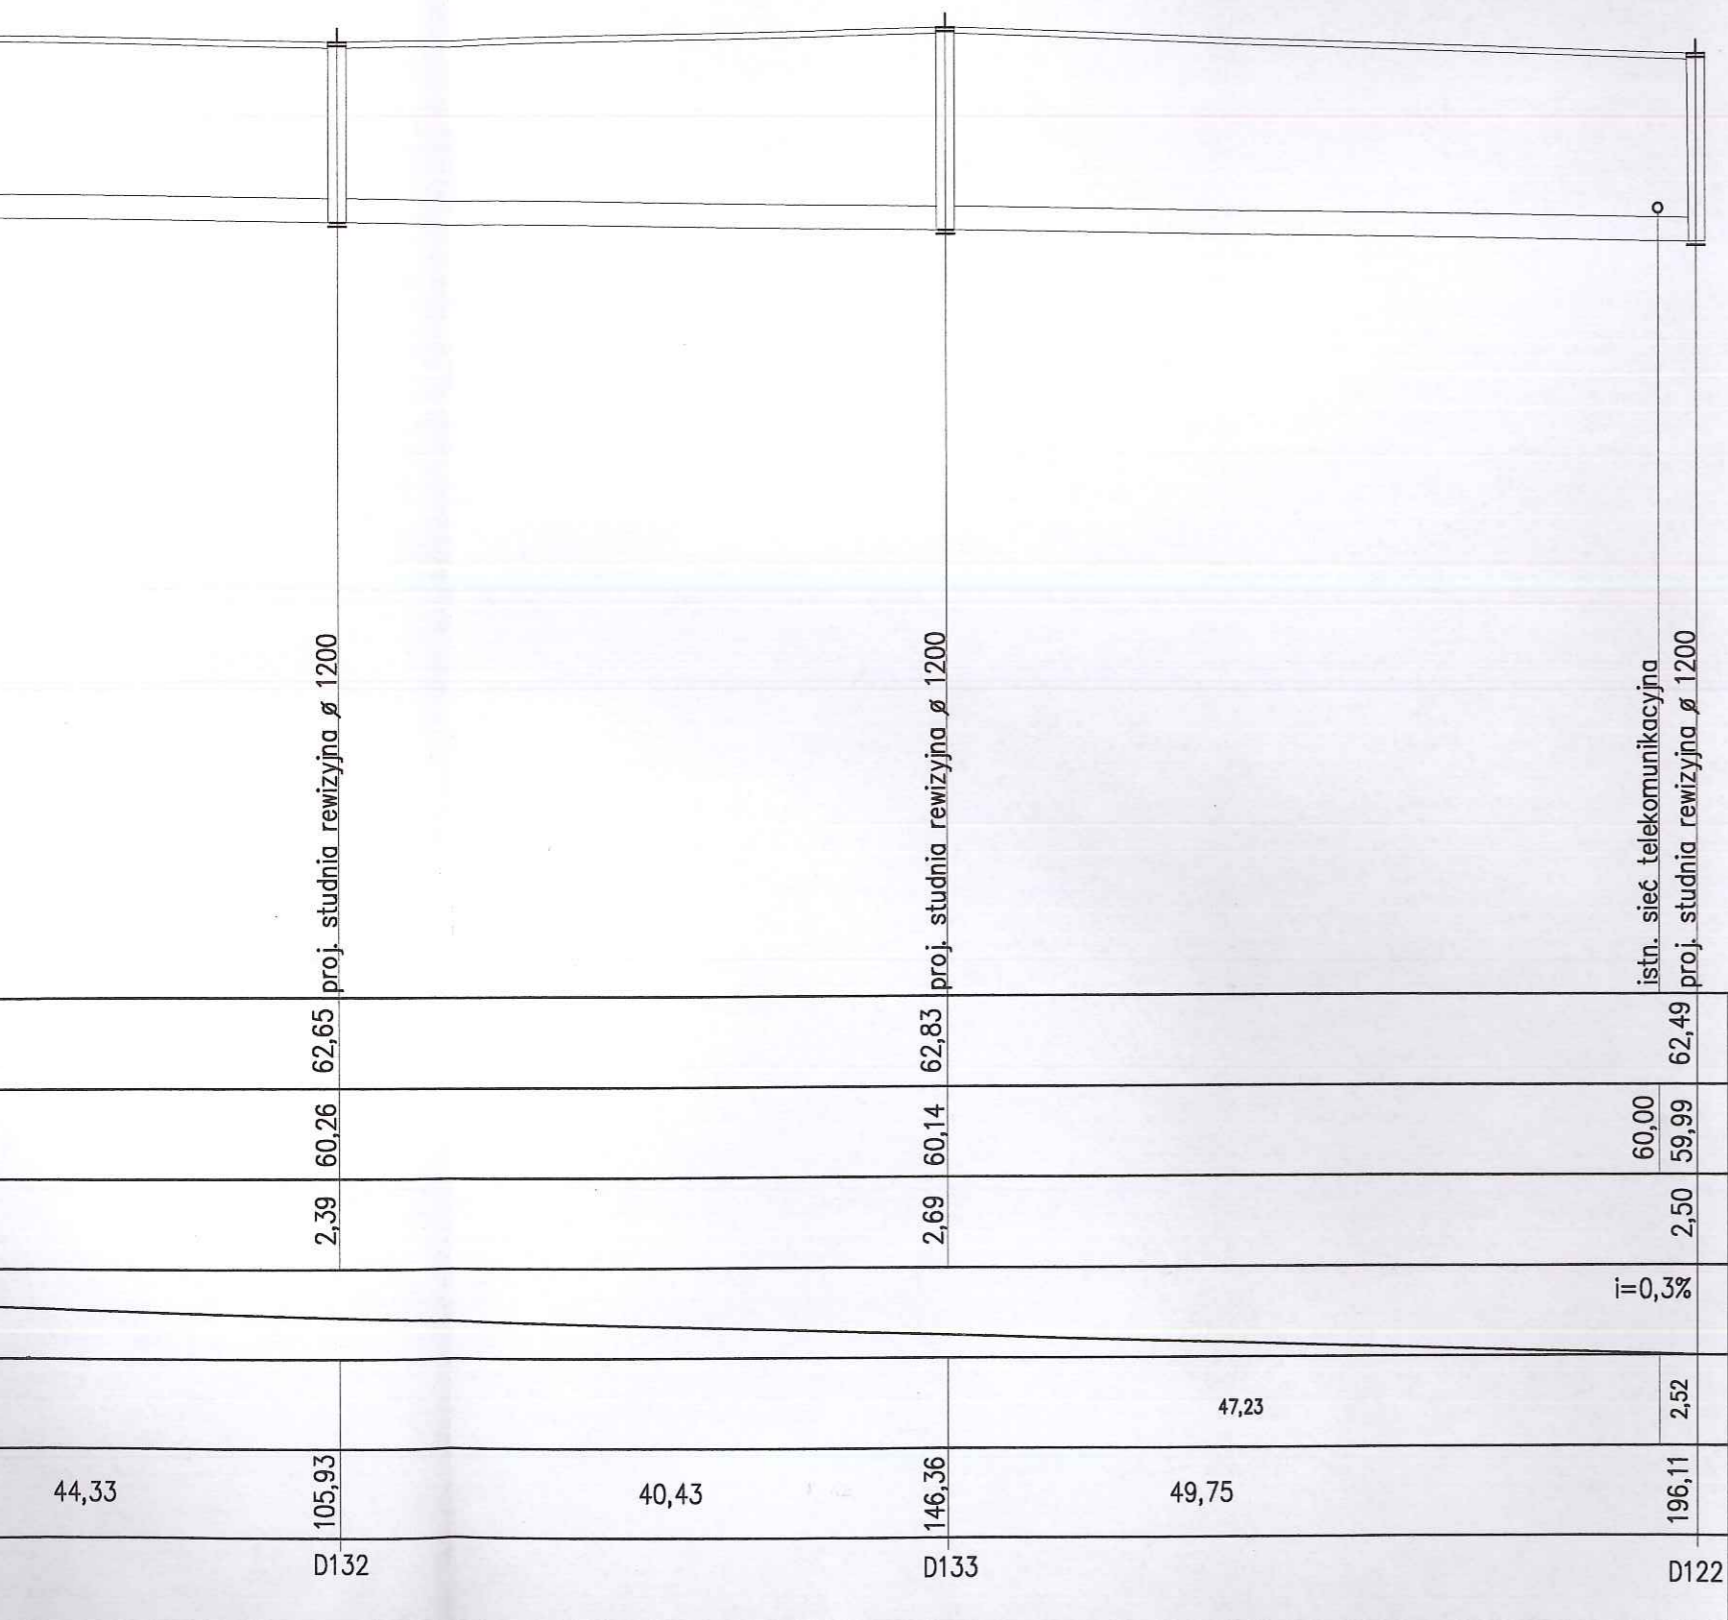 proj. studnia rewizyjna ø 1200
proj. studnia rewizyjna ø 1200
istn. sieć telekomunikacyjna
proj. studnia rewizyjna ø 1200
62,65
62,83
62,49
60,26
60,14
60,00
59,99
2,39
2,69
2,50
i=0,3%
47,23
2,52
44,33
105,93
40,43
146,36
49,75
196,11
D132
D133
D122